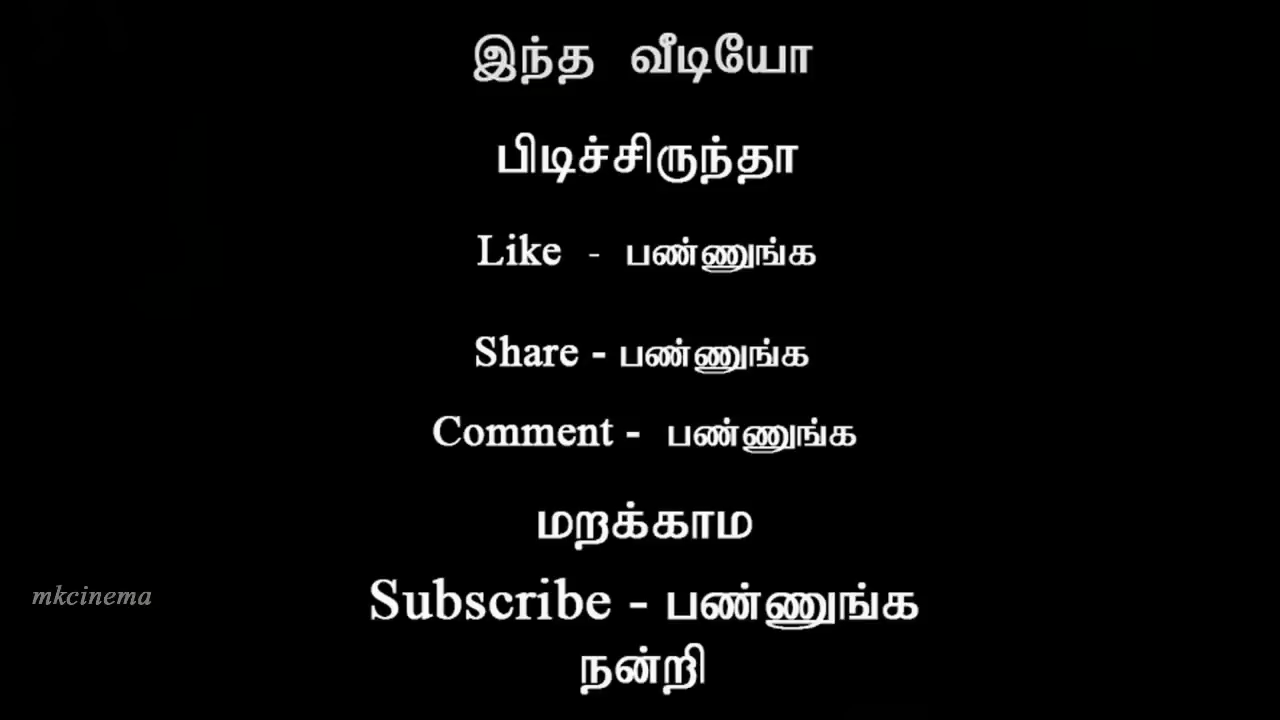 இந்த வீடியோ
பிடிச்சிருந்தா
Like - பண்ணுங்க
Share - பண்ணுங்க
Comment - பண்ணுங்க
மறக்காம
mkcinema
Subscribe - பண்ணுங்க
நன்றி